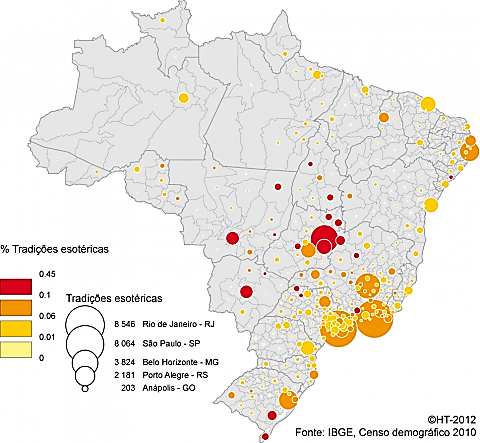 % Tradições esotéricas
0.45
0.1
0.06
0.01
0
Tradições esotéricas
8 546 Rio de Janeiro - RJ
8 064 São Paulo - SP
3 824 Belo Horizonte - MG
2 181 Porto Alegre - RS
203 Anápolis - GO
©HT-2012
Fonte: IBGE, Censo demográfico 2010